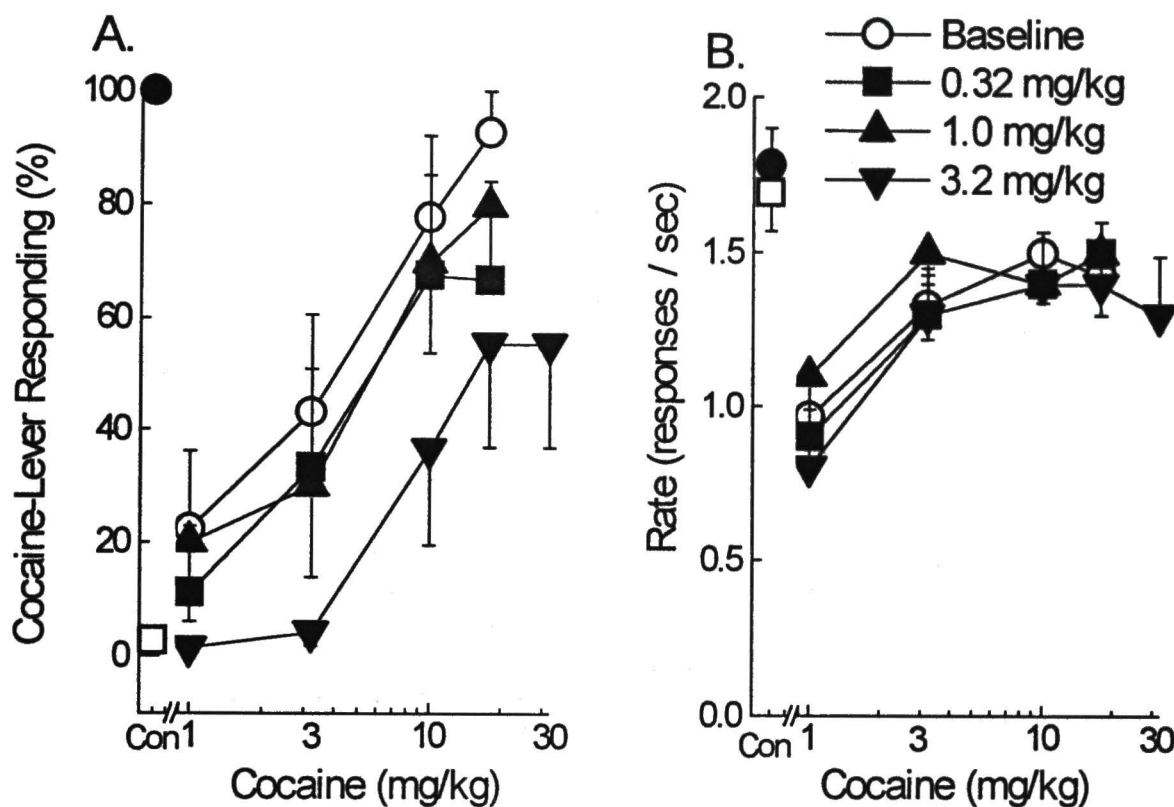 A.
Cocaine-Lever Responding (%)
100
80
60
40
20
0
Con
1
3
10
30
Cocaine (mg/kg)
B.
Baseline
0.32 mg/kg
1.0 mg/kg
3.2 mg/kg
Rate (responses / sec)
2.0
1.5
1.0
0.5
0.0
Con
1
3
10
30
Cocaine (mg/kg)